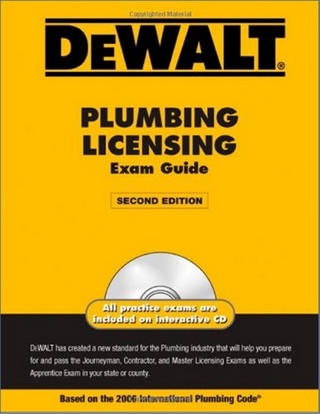 Copyrighted Material
DEWALT®
PLUMBING
LICENSING
Exam Guide
SECOND EDITION
All practice exams are
included on interactive CD
DEWALT has created a new standard for the Plumbing industry that will help you prepare
for and pass the Journeyman, Contractor, and Master Licensing Exams as well as the
Apprentice Exam in your state or county.
Based on the 2006 International Plumbing Code®